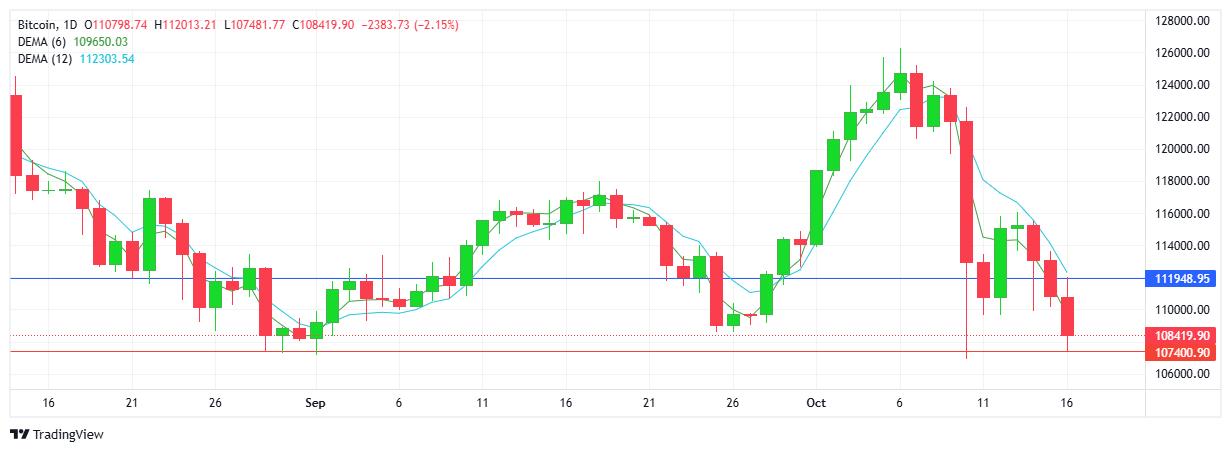 Bitcoin, 1D O110798.74 H112013.21 L107481.77 C108419.90 −2383.73 (−2.15%)
DEMA (6) 109650.03
DEMA (12) 112303.54
128000.00
126000.00
124000.00
122000.00
120000.00
118000.00
116000.00
114000.00
111948.95
110000.00
108419.90
107400.90
106000.00
16 21 26 Sep 6 11 16 21 26 Oct 6 11 16
TradingView